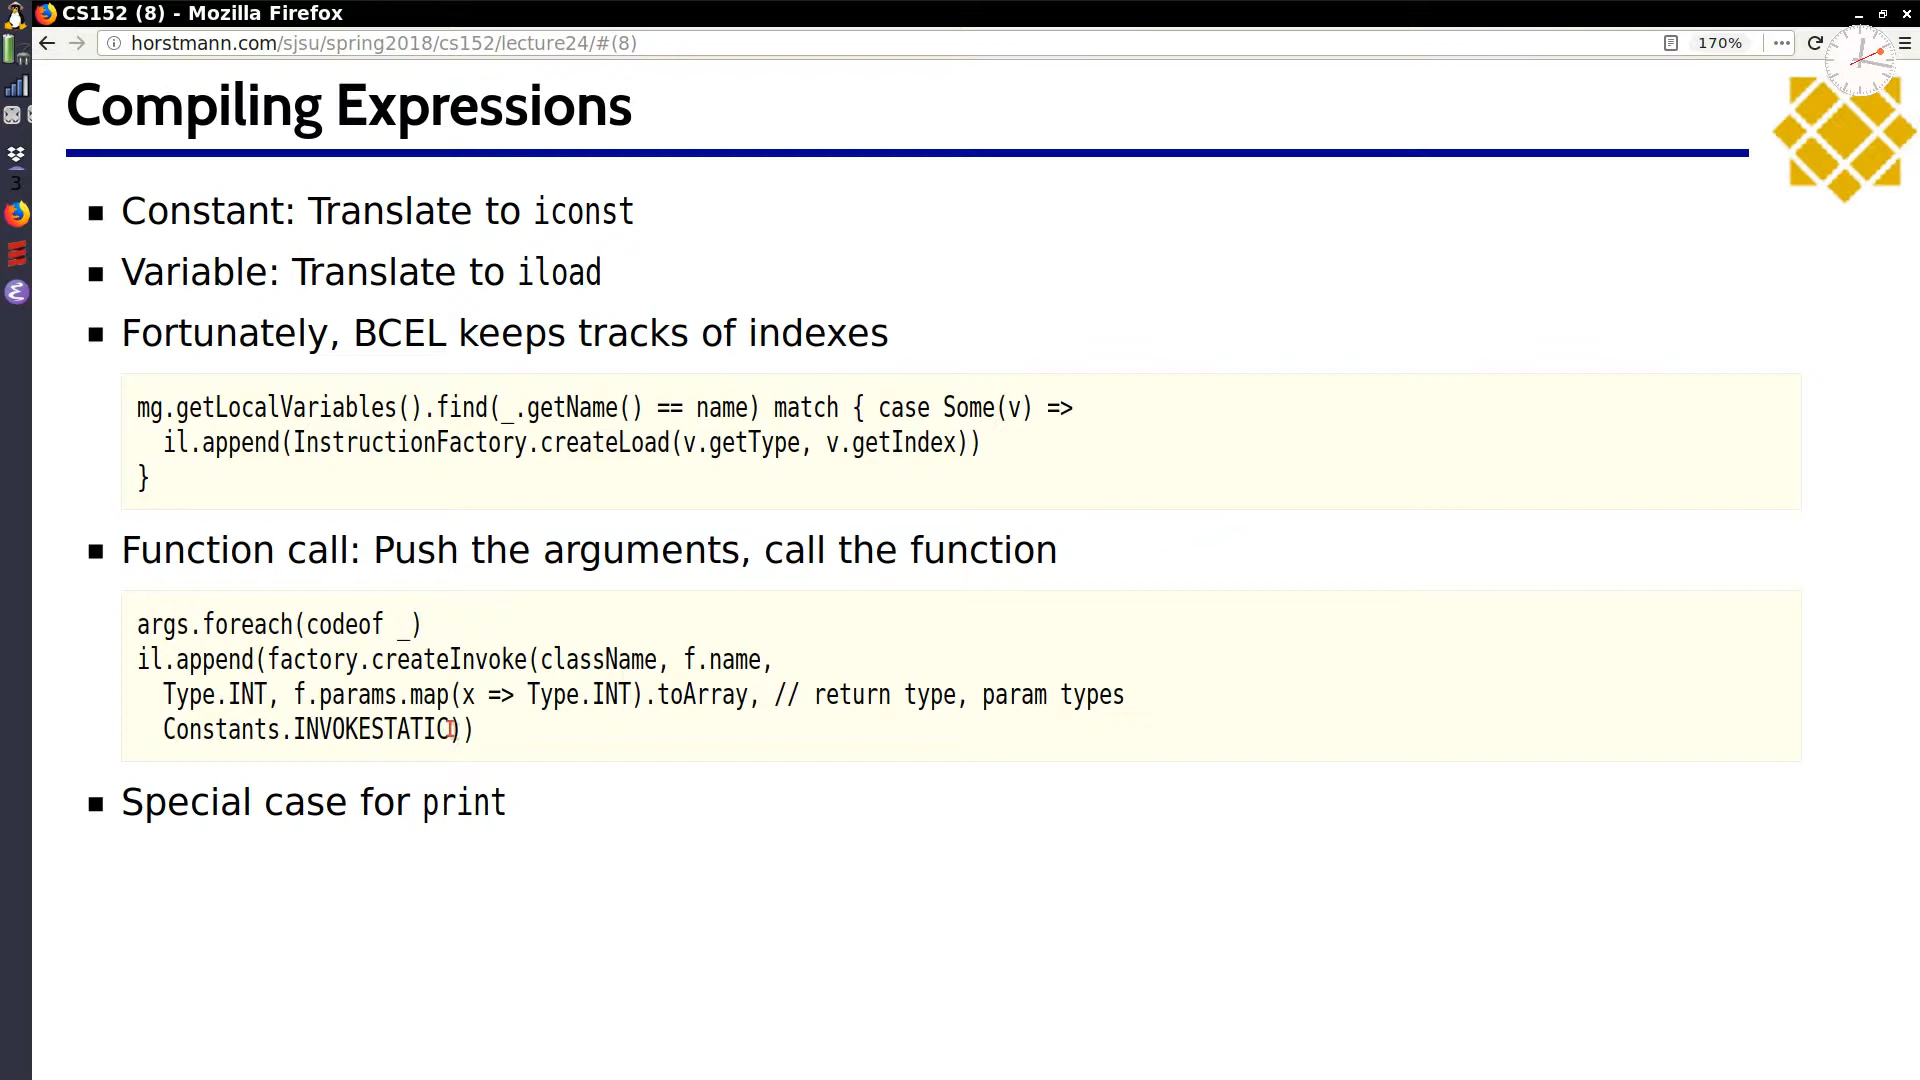 CS152 (8) - Mozilla Firefox
horstmann.com/sjsu/spring2018/cs152/lecture24/#(8)
170%
Compiling Expressions
Constant: Translate to iconst
Variable: Translate to iload
Fortunately, BCEL keeps tracks of indexes
mg.getLocalVariables().find(_.getName() == name) match { case Some(v) =>
  il.append(InstructionFactory.createLoad(v.getType, v.getIndex))
}
Function call: Push the arguments, call the function
args.foreach(codeof _)
il.append(factory.createInvoke(className, f.name,
  Type.INT, f.params.map(x => Type.INT).toArray, // return type, param types
  Constants.INVOKESTATIC))
Special case for print
3